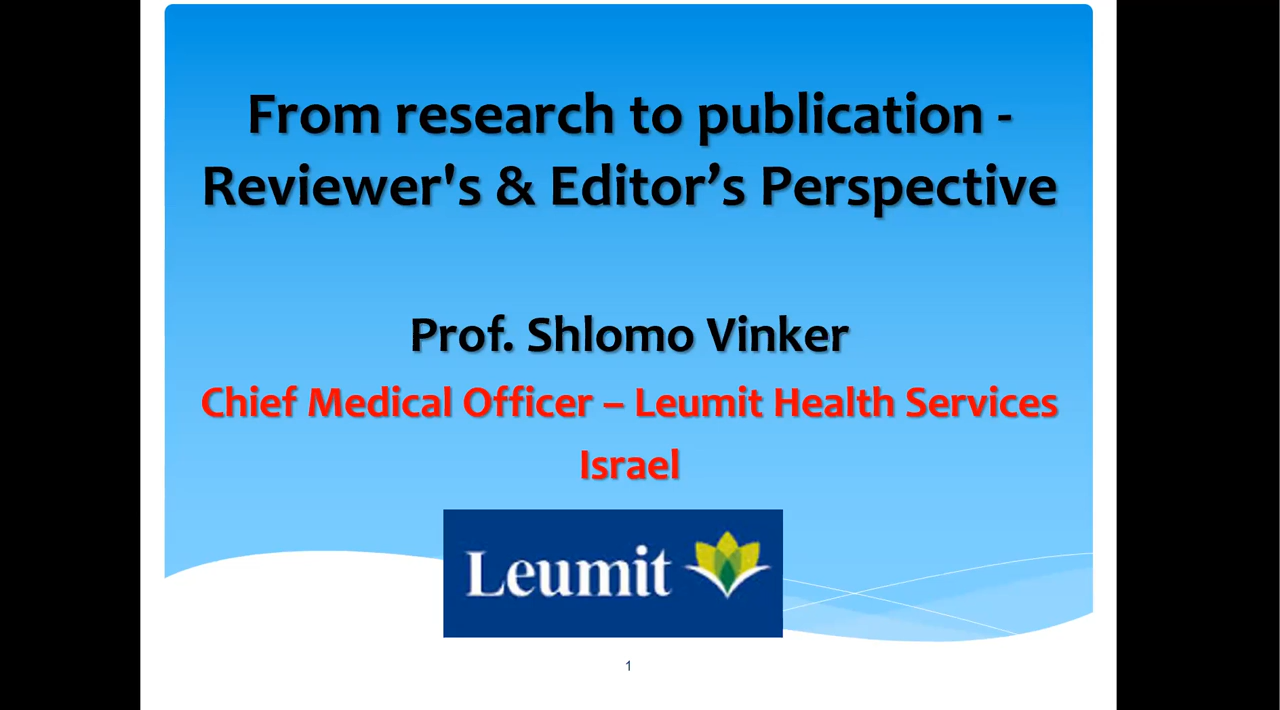 From research to publication -
Reviewer's & Editor’s Perspective
Prof. Shlomo Vinker
Chief Medical Officer – Leumit Health Services
Israel
Leumit
1